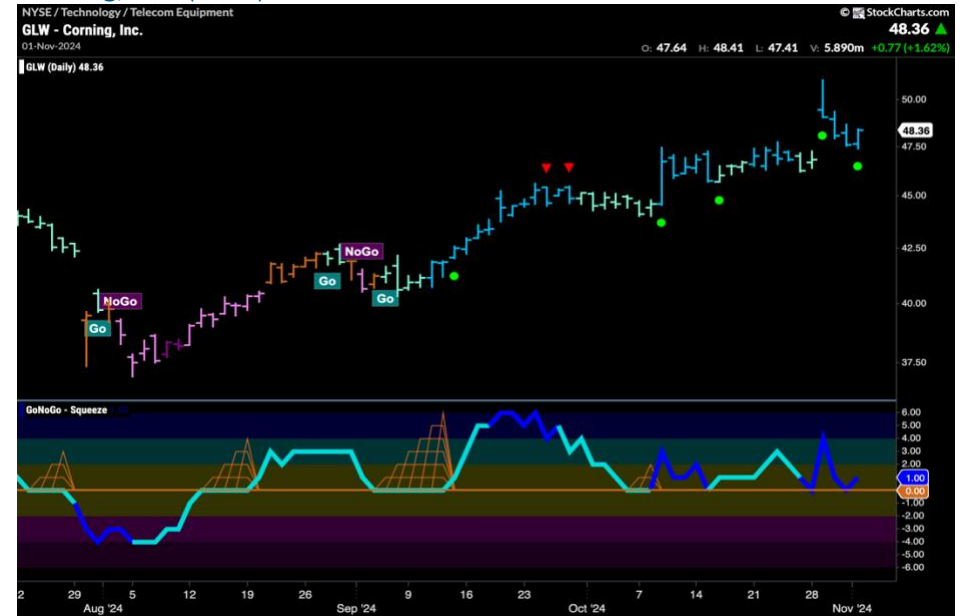 NYSE / Technology / Telecom Equipment
© StockCharts.com
GLW - Corning, Inc.
48.36
01-Nov-2024
O: 47.64 H: 48.41 L: 47.41 V: 5.890m +0.77 (+1.62%)
GLW (Daily) 48.36
50.00
48.36
47.50
45.00
42.50
40.00
37.50
NoGo
Go
Go
NoGo
Go
GoNoGo - Squeeze
6.00
5.00
4.00
3.00
2.00
1.00
0.00
-1.00
-2.00
-3.00
-4.00
-5.00
-6.00
2 29 5 12 19 26 9 16 23 7 14 21 28
Aug '24 Sep '24 Oct '24 Nov '24